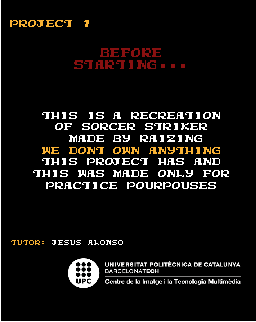 PROJECT 1
BEFORE
STARTING...
THIS IS A RECREATION
OF SORCER STRIKER
MADE BY RAIZING
WE DONT OWN ANYTHING
THIS PROJECT HAS AND
THIS WAS MADE ONLY FOR
PRACTICE POURPOUSES
TUTOR: JESUS ALONSO
UPC
UNIVERSITAT POLITÈCNICA DE CATALUNYA
BARCELONATECH
Centre de la Imatge i la Tecnologia Multimèdia